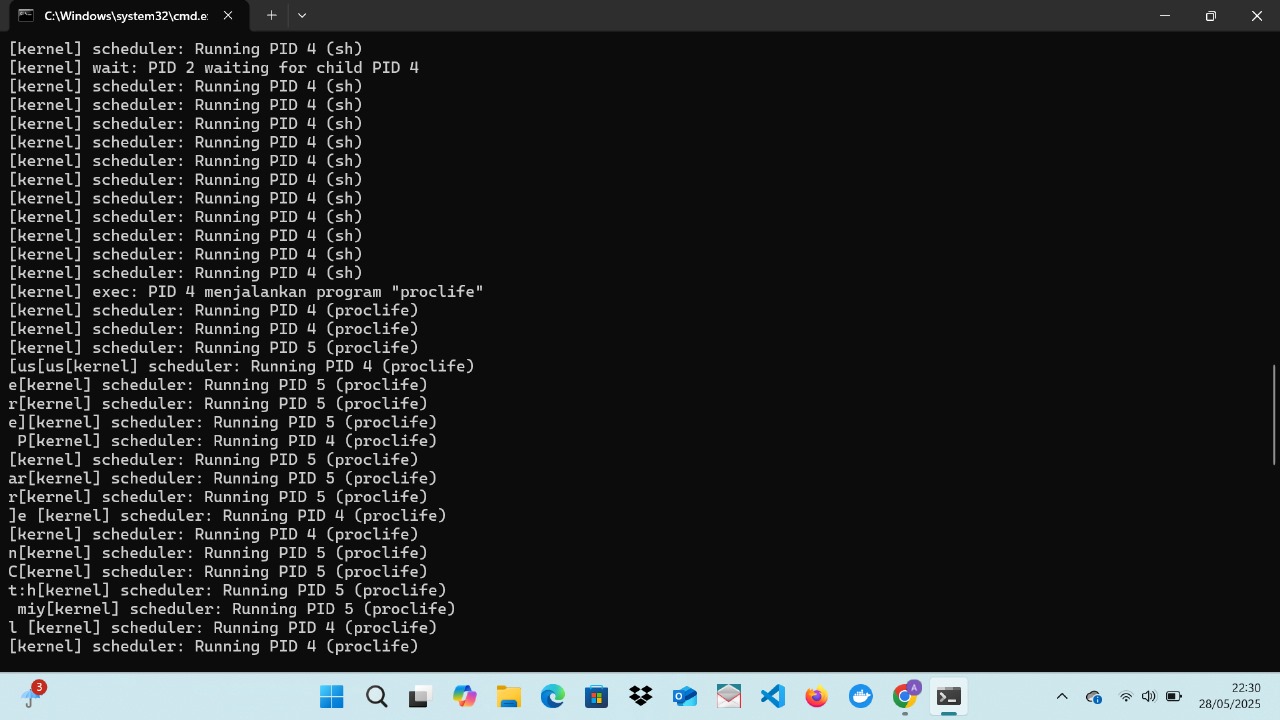 C:\Windows\system32\cmd.e
[kernel] scheduler: Running PID 4 (sh)
[kernel] wait: PID 2 waiting for child PID 4
[kernel] scheduler: Running PID 4 (sh)
[kernel] scheduler: Running PID 4 (sh)
[kernel] scheduler: Running PID 4 (sh)
[kernel] scheduler: Running PID 4 (sh)
[kernel] scheduler: Running PID 4 (sh)
[kernel] scheduler: Running PID 4 (sh)
[kernel] scheduler: Running PID 4 (sh)
[kernel] scheduler: Running PID 4 (sh)
[kernel] scheduler: Running PID 4 (sh)
[kernel] scheduler: Running PID 4 (sh)
[kernel] scheduler: Running PID 4 (sh)
[kernel] exec: PID 4 menjalankan program "proclife"
[kernel] scheduler: Running PID 4 (proclife)
[kernel] scheduler: Running PID 4 (proclife)
[kernel] scheduler: Running PID 5 (proclife)
[us[us[kernel] scheduler: Running PID 4 (proclife)
e[kernel] scheduler: Running PID 5 (proclife)
r[kernel] scheduler: Running PID 5 (proclife)
e][kernel] scheduler: Running PID 5 (proclife)
 P[kernel] scheduler: Running PID 4 (proclife)
[kernel] scheduler: Running PID 5 (proclife)
ar[kernel] scheduler: Running PID 5 (proclife)
r[kernel] scheduler: Running PID 5 (proclife)
]e [kernel] scheduler: Running PID 4 (proclife)
[kernel] scheduler: Running PID 4 (proclife)
n[kernel] scheduler: Running PID 5 (proclife)
C[kernel] scheduler: Running PID 5 (proclife)
t:h[kernel] scheduler: Running PID 5 (proclife)
 miy[kernel] scheduler: Running PID 5 (proclife)
l [kernel] scheduler: Running PID 4 (proclife)
[kernel] scheduler: Running PID 4 (proclife)
3
A
22:30
28/05/2025